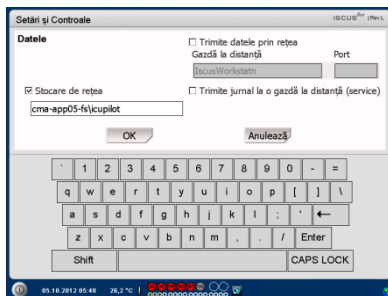 Setări și Controale
ISCUSflex (Rev L
Datele
Trimite datele prin rețea
Gazdă la distanță Port
IscusWorkstatn
Stocare de rețea
Trimite jurnal la o gazdă la distanță (service)
cma-app05-fs\icupilot
OK Anulează
` 1 2 3 4 5 6 7 8 9 0 - =
q w e r t y u i o p [ ] \
a s d f g h j k l ; ' ←
z x c v b n m , . / Enter
Shift CAPS LOCK
05.10.2012 05:48 28,2 °C